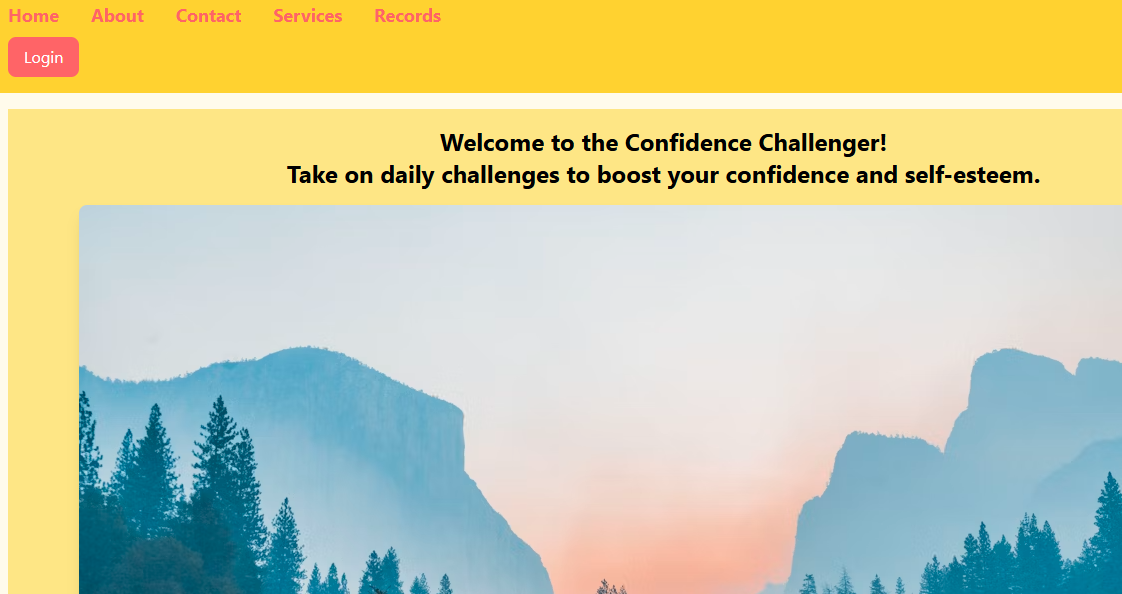 Home About Contact Services Records
Login
Welcome to the Confidence Challenger!
Take on daily challenges to boost your confidence and self-esteem.